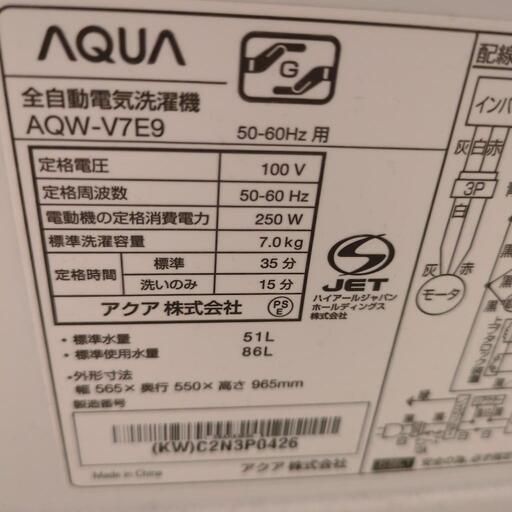 AQUA
G
全自動電気洗濯機
AQW-V7E9
50-60Hz 用
定格電圧 100 V
定格周波数 50-60 Hz
電動機の定格消費電力 250 W
標準洗濯容量 7.0kg
定格時間 標準 35 分
洗いのみ 15 分
アクア 株式会社 PSE
S
JET
ハイアールジャパン
ホールディングス
株式会社
・標準水量 51L
・標準使用水量 86L
・外形寸法
幅 565× 奥行 550× 高さ 965mm
製造番号
(KW)C2N3P0426
Made in China
アクア 株式会社
配線
インバ
灰 白 赤
3P
白
灰 赤
モータ